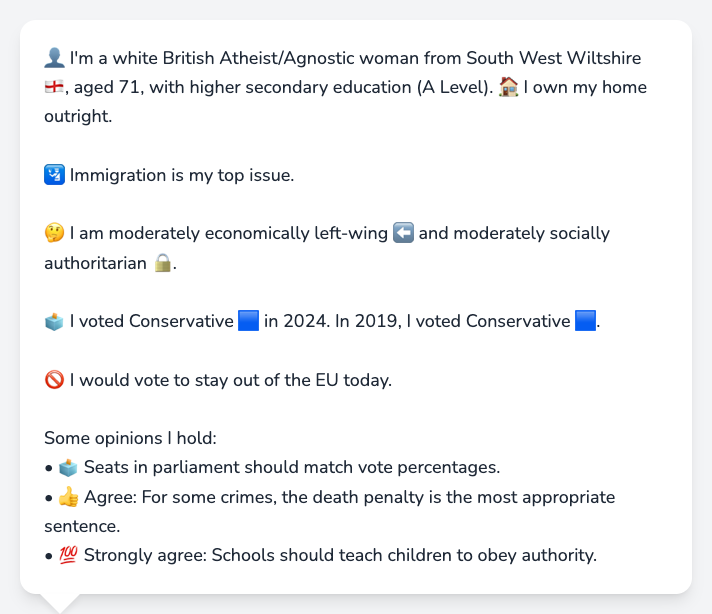 👤 I'm a white British Atheist/Agnostic woman from South West Wiltshire
🏴󠁧󠁢󠁥󠁮󠁧󠁿, aged 71, with higher secondary education (A Level). 🏠 I own my home
outright.
🛂 Immigration is my top issue.
🤔 I am moderately economically left-wing ⬅️ and moderately socially
authoritarian 🔒.
🗳️ I voted Conservative 🟦 in 2024. In 2019, I voted Conservative 🟦.
🚫 I would vote to stay out of the EU today.
Some opinions I hold:
• 🗳️ Seats in parliament should match vote percentages.
• 👍 Agree: For some crimes, the death penalty is the most appropriate
sentence.
• 💯 Strongly agree: Schools should teach children to obey authority.